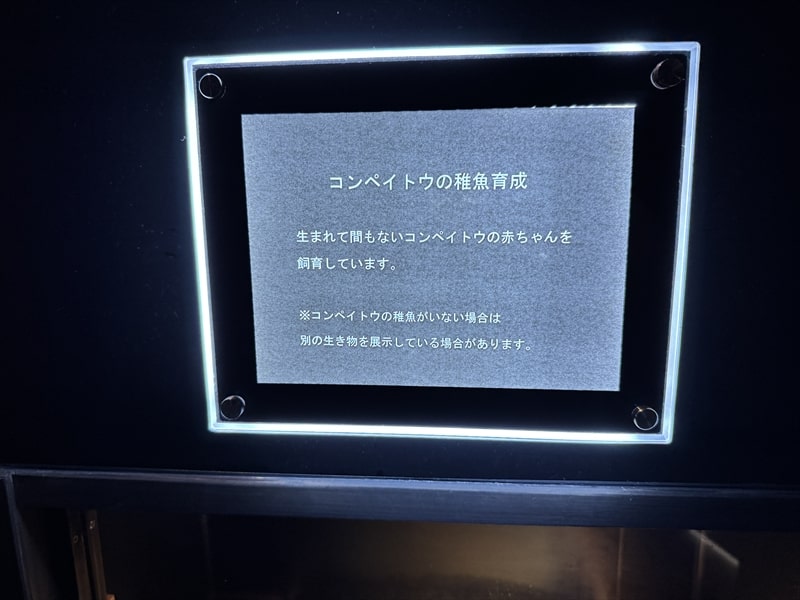 コンペイトウの稚魚育成
生まれて間もないコンペイトウの赤ちゃんを
飼育しています。
※コンペイトウの稚魚がいない場合は
別の生き物を展示している場合があります。